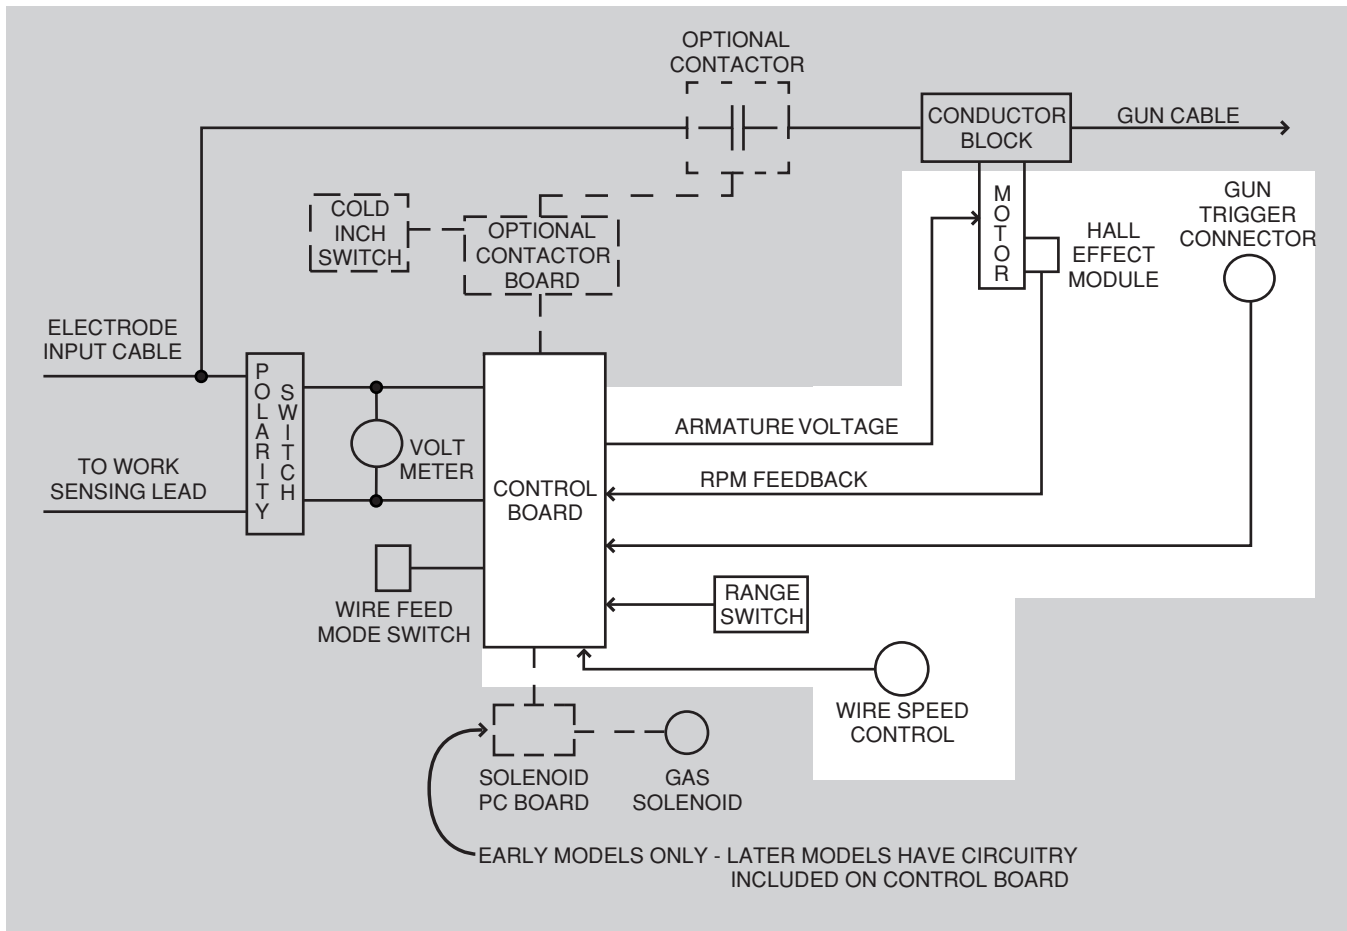 OPTIONAL
CONTACTOR
CONDUCTOR
BLOCK
GUN CABLE
MOTOR
HALL
EFFECT
MODULE
GUN
TRIGGER
CONNECTOR
COLD
INCH
SWITCH
OPTIONAL
CONTACTOR
BOARD
ELECTRODE
INPUT CABLE
POLARITY
SWITCH
TO WORK
SENSING LEAD
VOLT
METER
CONTROL
BOARD
ARMATURE VOLTAGE
RPM FEEDBACK
WIRE FEED
MODE SWITCH
RANGE
SWITCH
WIRE SPEED
CONTROL
SOLENOID
PC BOARD
GAS
SOLENOID
EARLY MODELS ONLY - LATER MODELS HAVE CIRCUITRY
INCLUDED ON CONTROL BOARD